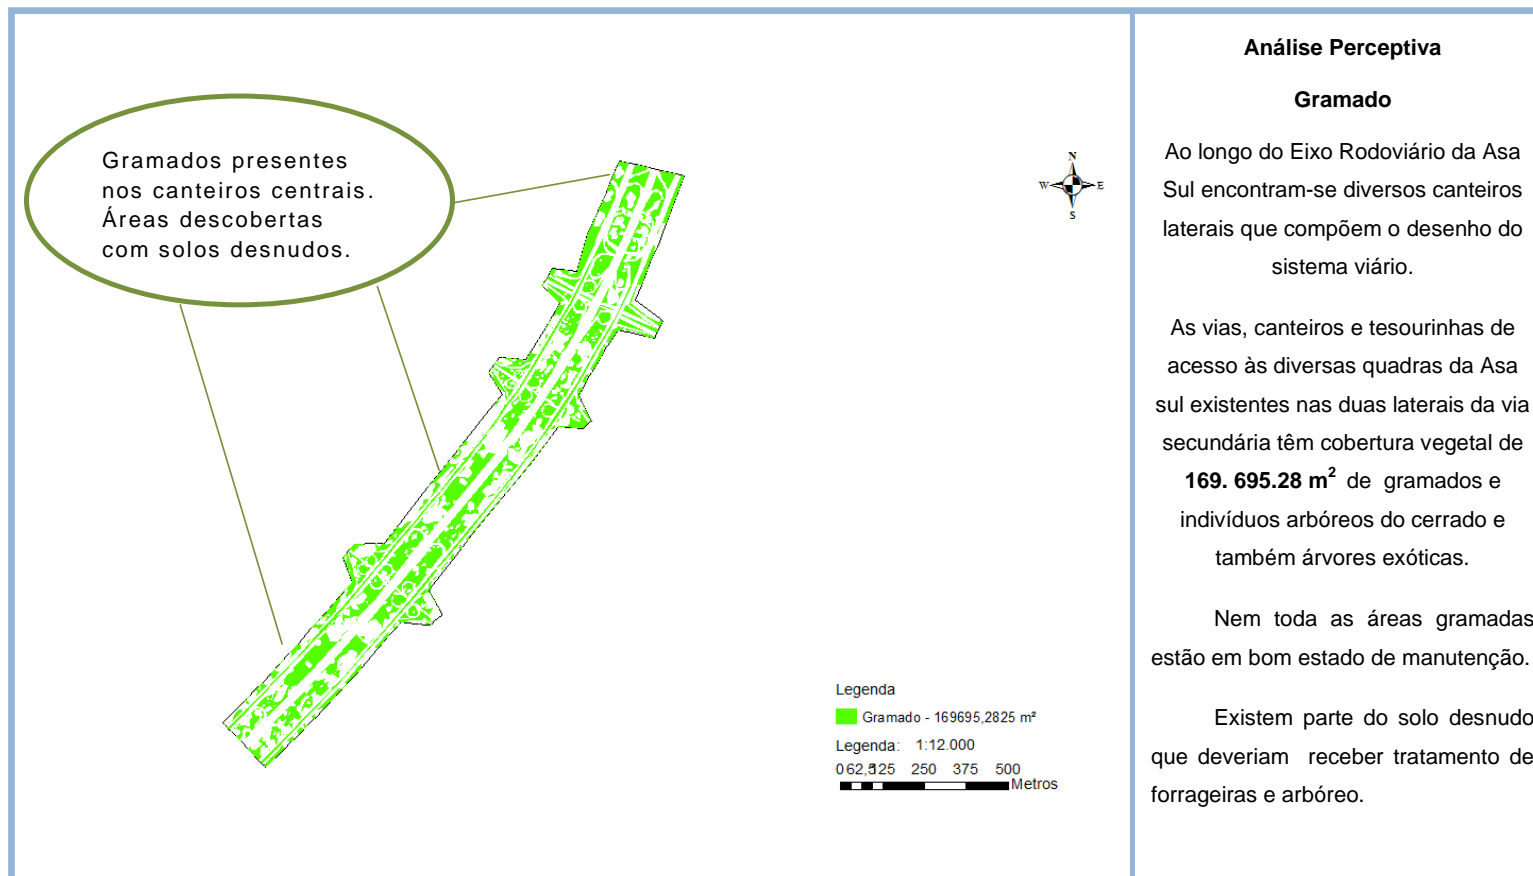 Gramados presentes
nos canteiros centrais.
Áreas descobertas
com solos desnudos.
N
W
E
S
Legenda
Gramado - 169695,2825 m²
Legenda: 1:12.000
0 62,5 125 250 375 500
Metros
Análise Perceptiva
Gramado
Ao longo do Eixo Rodoviário da Asa
Sul encontram-se diversos canteiros
laterais que compõem o desenho do
sistema viário.
As vias, canteiros e tesourinhas de
acesso às diversas quadras da Asa
sul existentes nas duas laterais da via
secundária têm cobertura vegetal de
169. 695.28 m² de gramados e
indivíduos arbóreos do cerrado e
também árvores exóticas.
Nem toda as áreas gramadas
estão em bom estado de manutenção.
Existem parte do solo desnudo
que deveriam receber tratamento de
forrageiras e arbóreo.